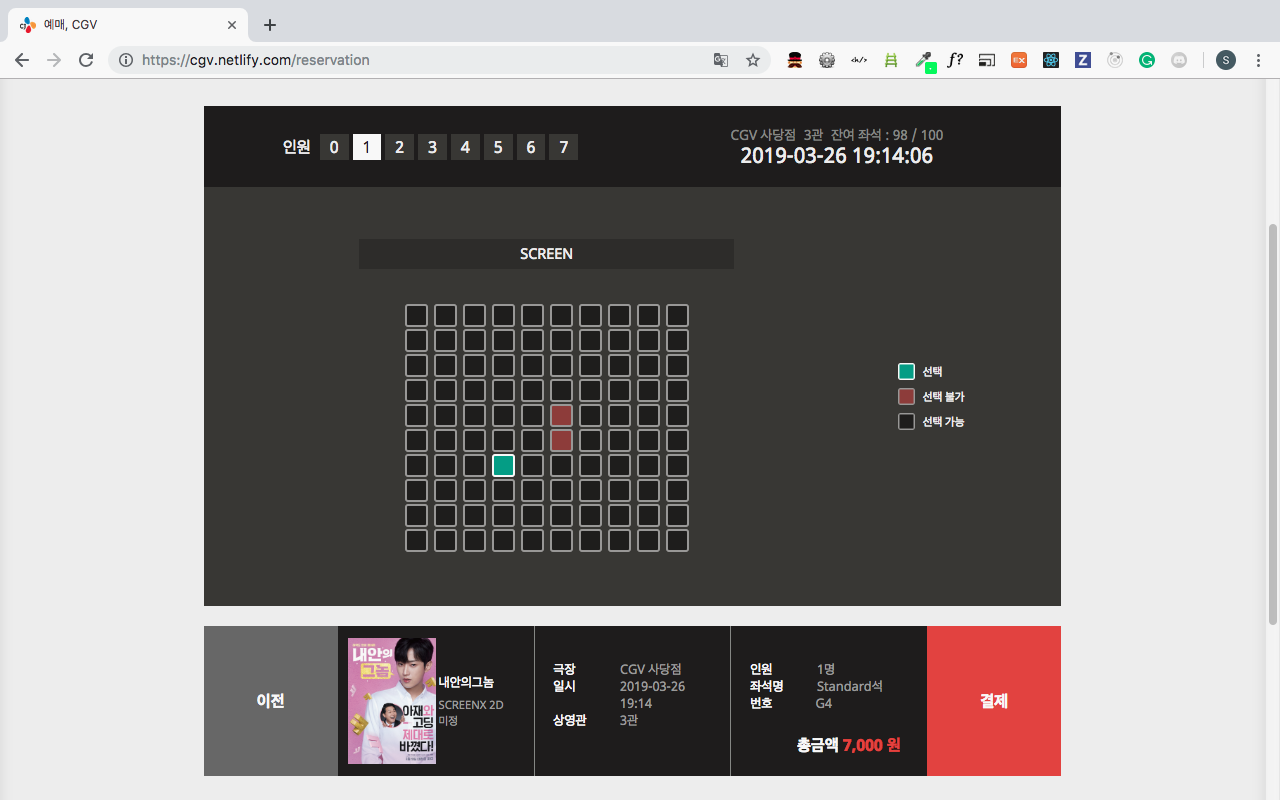 예매, CGV
https://cgv.netlify.com/reservation
</h>
f?
EX
Z
S
인원 0 1 2 3 4 5 6 7
CGV 사당점 3관 잔여 좌석 : 98 / 100
2019-03-26 19:14:06
SCREEN
선택
선택 불가
선택 가능
이전
내안의
그놈
아재와
고딩
제대로
바꼈다!
내안의그놈
SCREENX 2D
미정
극장 CGV 사당점
일시 2019-03-26
19:14
상영관 3관
인원 1명
좌석명 Standard석
번호 G4
총금액 7,000 원
결제